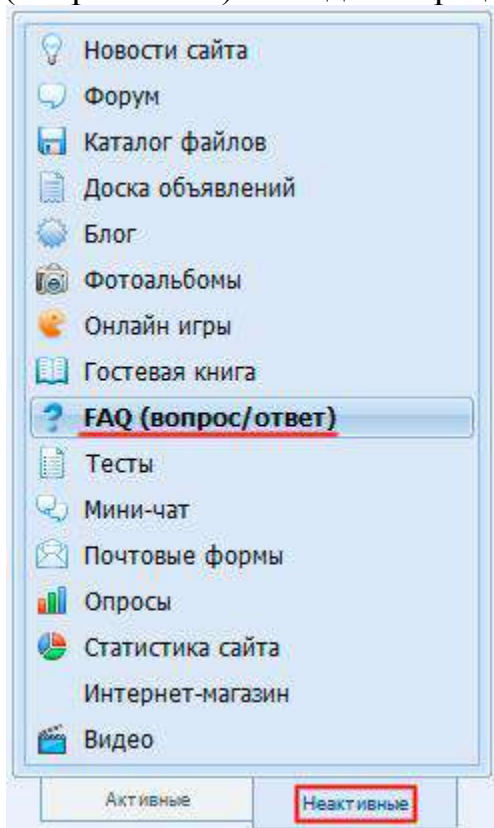 Новости сайта
Форум
Каталог файлов
Доска объявлений
Блог
Фотоальбомы
Онлайн игры
Гостевая книга
FAQ (вопрос/ответ)
Тесты
Мини-чат
Почтовые формы
Опросы
Статистика сайта
Интернет-магазин
Видео
Активные Неактивные